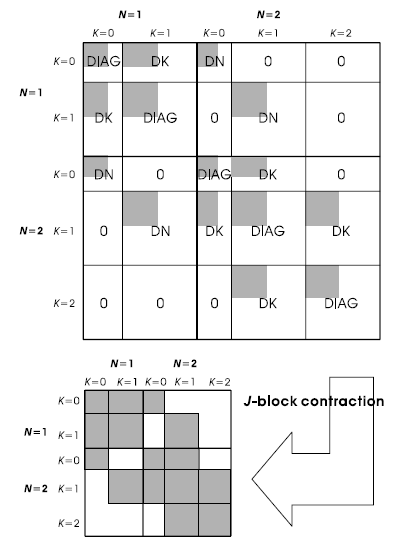 N=1 N=2
K=0 K=1 K=0 K=1 K=2
K=0 DIAG DK DN 0 0
N=1
K=1 DK DIAG 0 DN 0
K=0 DN 0 DIAG DK 0
N=2 K=1 0 DN DK DIAG DK
K=2 0 0 0 DK DIAG
N=1 N=2
K=0 K=1 K=0 K=1 K=2
K=0
N=1 K=1
K=0
N=2 K=1
K=2
J-block contraction